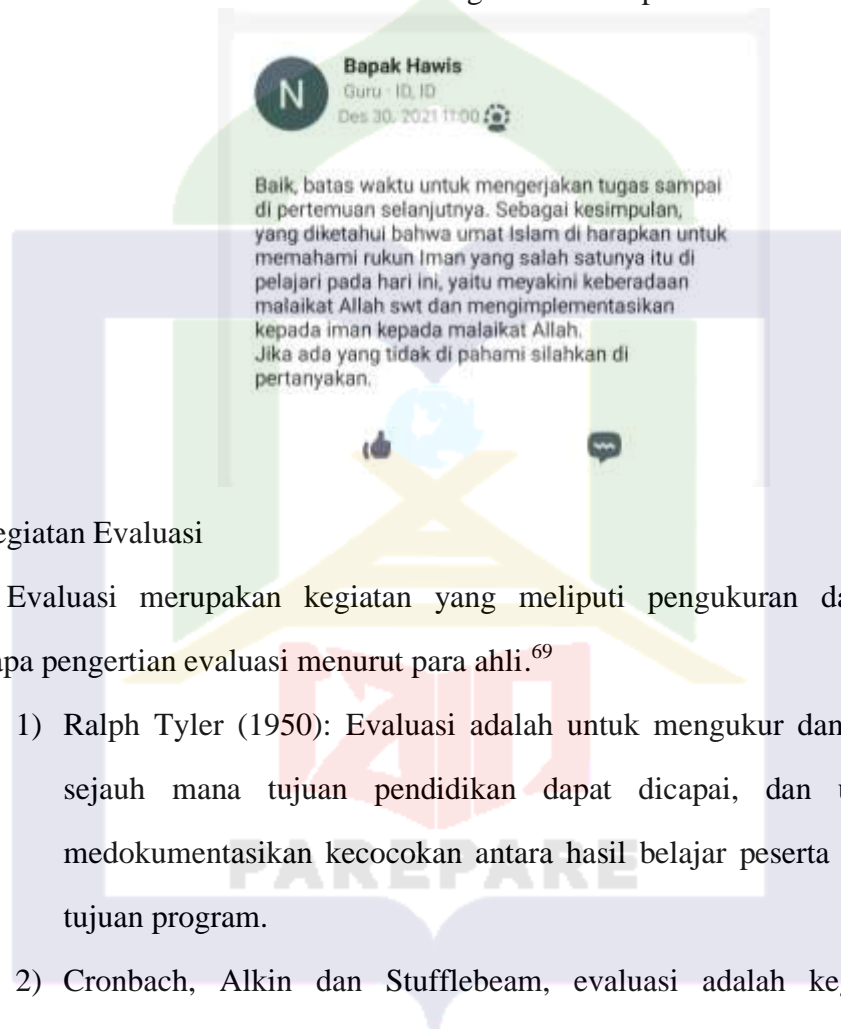 Bapak Hawis
N
Guru · ID, ID
Des 30, 2021 11:00
Baik, batas waktu untuk mengerjakan tugas sampai
di pertemuan selanjutnya. Sebagai kesimpulan,
yang diketahui bahwa umat Islam di harapkan untuk
memahami rukun Iman yang salah satunya itu di
pelajari pada hari ini, yaitu meyakini keberadaan
malaikat Allah swt dan mengimplementasikan
kepada iman kepada malaikat Allah.
Jika ada yang tidak di pahami silahkan di
pertanyakan.
egiatan Evaluasi
Evaluasi merupakan kegiatan yang meliputi pengukuran da
apa pengertian evaluasi menurut para ahli.69
1) Ralph Tyler (1950): Evaluasi adalah untuk mengukur dan
sejauh mana tujuan pendidikan dapat dicapai, dan u
medokumentasikan kecocokan antara hasil belajar peserta
PAREPARE
tujuan program.
2) Cronbach, Alkin dan Stufflebeam, evaluasi adalah keg